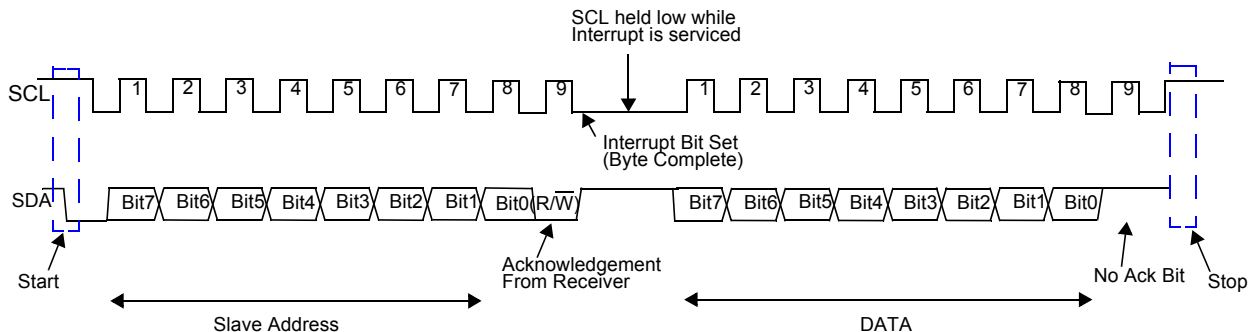 SCL held low while
Interrupt is serviced
SCL
1 2 3 4 5 6 7 8 9 1 2 3 4 5 6 7 8 9
Interrupt Bit Set
(Byte Complete)
SDA
Bit7 Bit6 Bit5 Bit4 Bit3 Bit2 Bit1 Bit0(R/W̅) Bit7 Bit6 Bit5 Bit4 Bit3 Bit2 Bit1 Bit0
Start
Acknowledgement
From Receiver
No Ack Bit
Stop
Slave Address
DATA